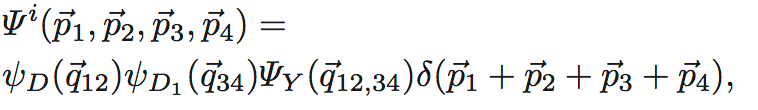 Ψ^i(p⃗_1, p⃗_2, p⃗_3, p⃗_4) =
ψ_D(q⃗_12)ψ_{D_1}(q⃗_34)Ψ_Y(q⃗_{12,34})δ(p⃗_1 + p⃗_2 + p⃗_3 + p⃗_4),